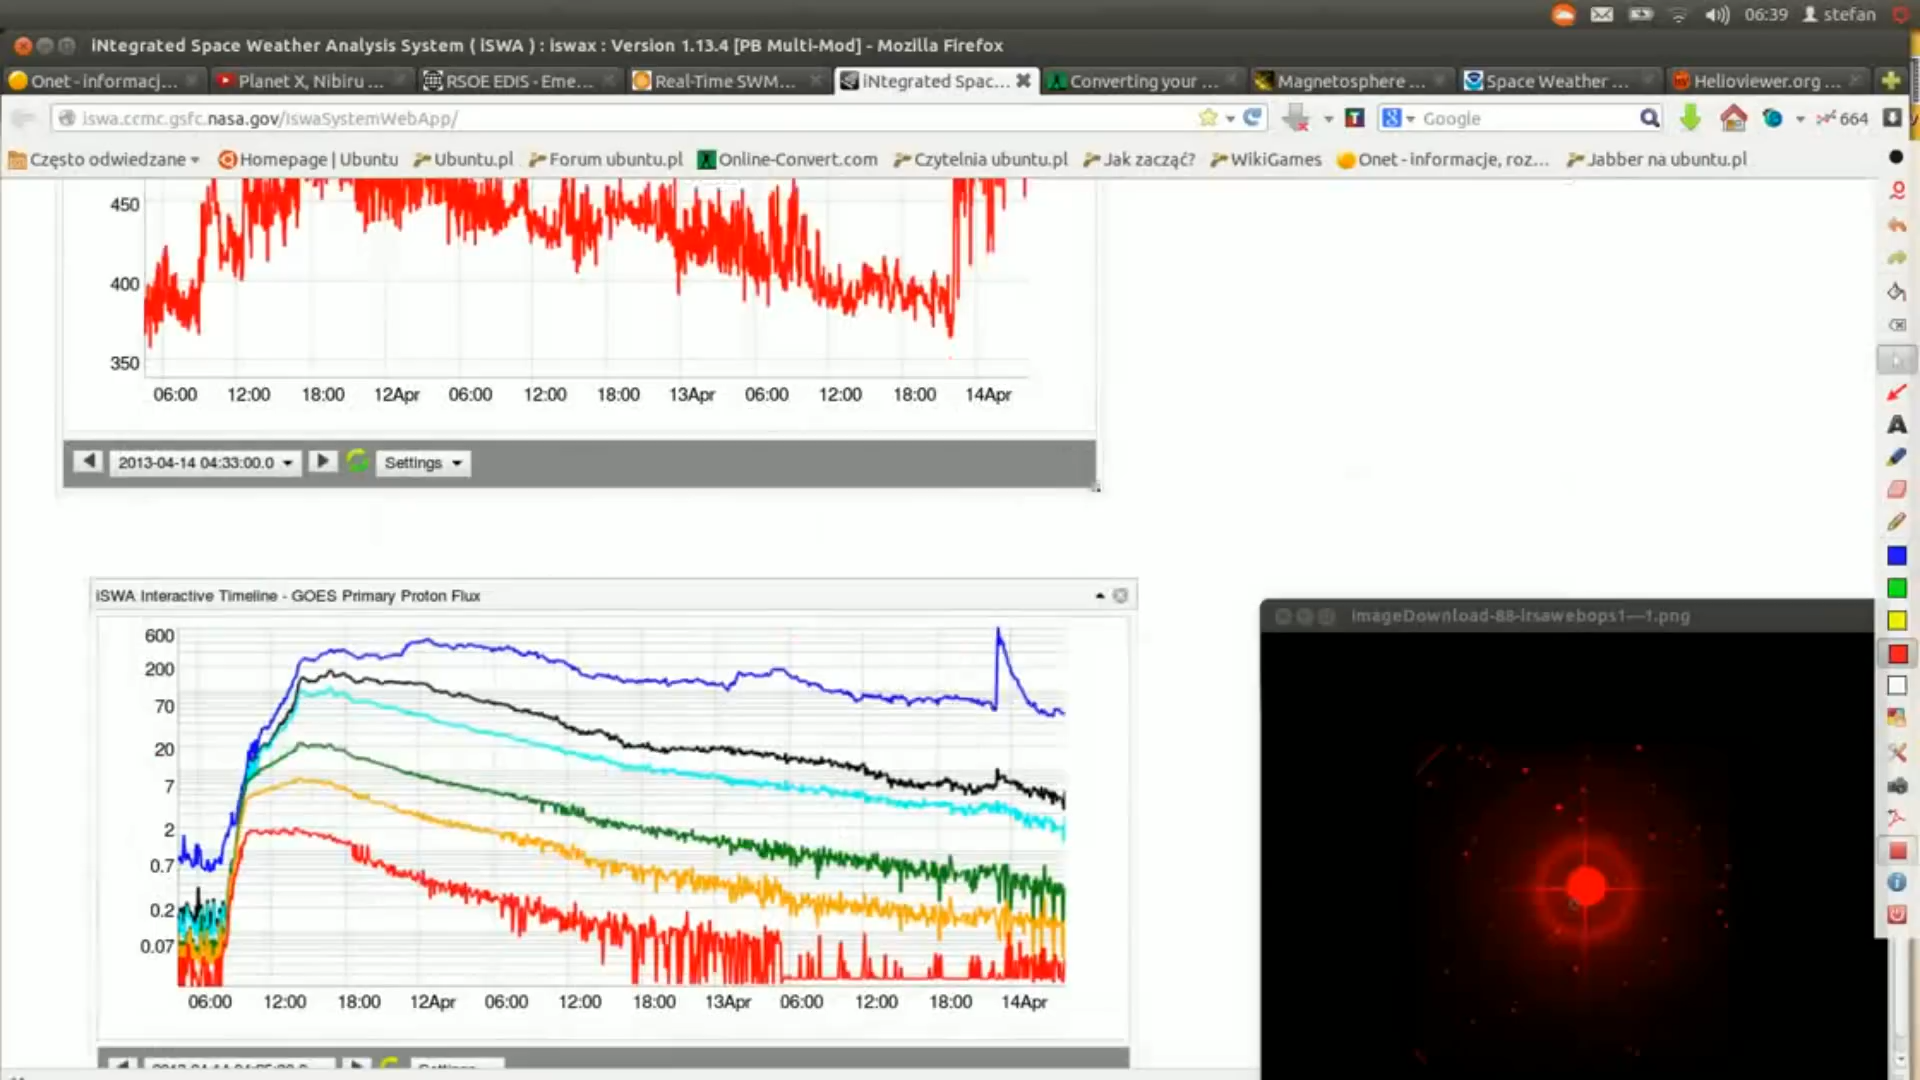 06:39 stefan
iNtegrated Space Weather Analysis System ( iSWA ) : iswax : Version 1.13.4 [PB Multi-Mod] - Mozilla Firefox
Onet - informacj... Planet X, Nibiru ... RSOE EDIS - Eme... Real-Time SWM... iNtegrated Spac... Converting your ... Magnetosphere ... Space Weather ... Helioviewer.org ...
iswa.ccmc.gsfc.nasa.gov/iswaSystemWebApp/ Google 664
Często odwiedzane Homepage | Ubuntu Ubuntu.pl Forum ubuntu.pl Online-Convert.com Czytelnia ubuntu.pl Jak zacząć? WikiGames Onet - informacje, roz... Jabber na ubuntu.pl
450
400
350
06:00 12:00 18:00 12Apr 06:00 12:00 18:00 13Apr 06:00 12:00 18:00 14Apr
2013-04-14 04:33:00.0 Settings
iSWA Interactive Timeline - GOES Primary Proton Flux
imageDownload-88-irsawebops1—1.png
600
200
70
20
7
2
0.7
0.2
0.07
06:00 12:00 18:00 12Apr 06:00 12:00 18:00 13Apr 06:00 12:00 18:00 14Apr